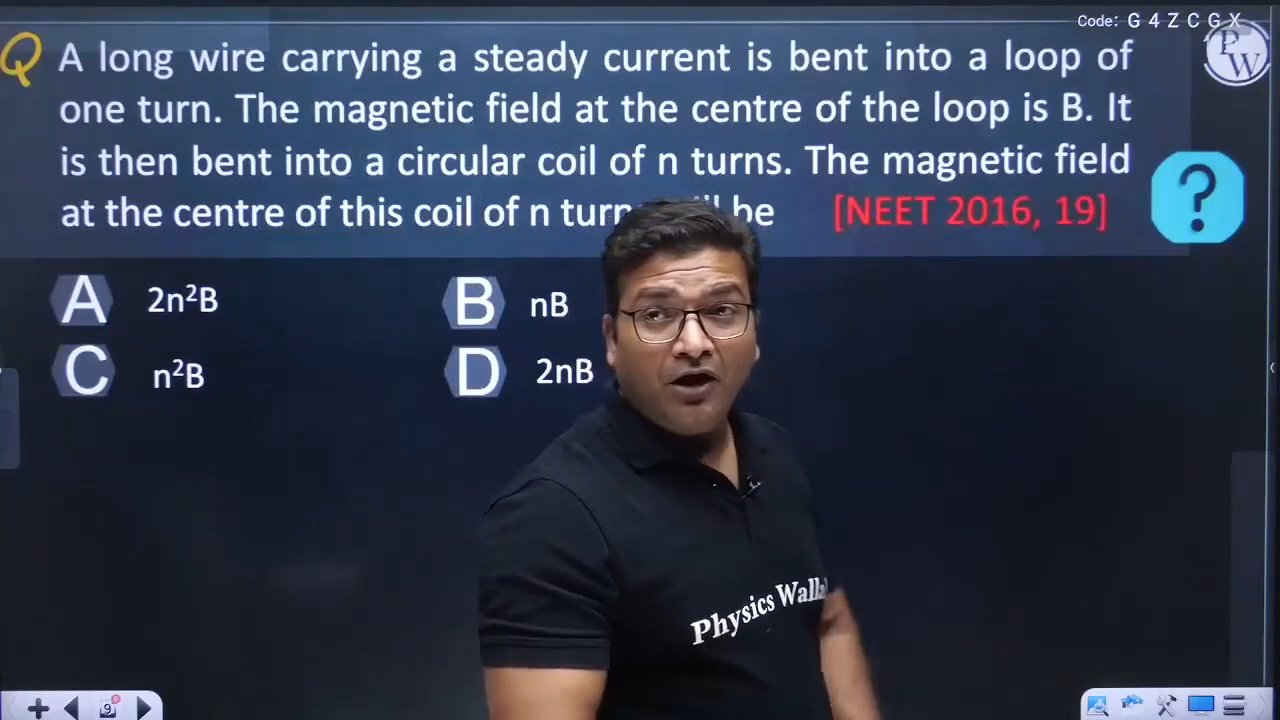 Code: G 4 Z C G X
P
W
Q A long wire carrying a steady current is bent into a loop of
one turn. The magnetic field at the centre of the loop is B. It
is then bent into a circular coil of n turns. The magnetic field
at the centre of this coil of n be [NEET 2016, 19]
?
A 2n²B B nB
C n²B D 2nB
Physics
9